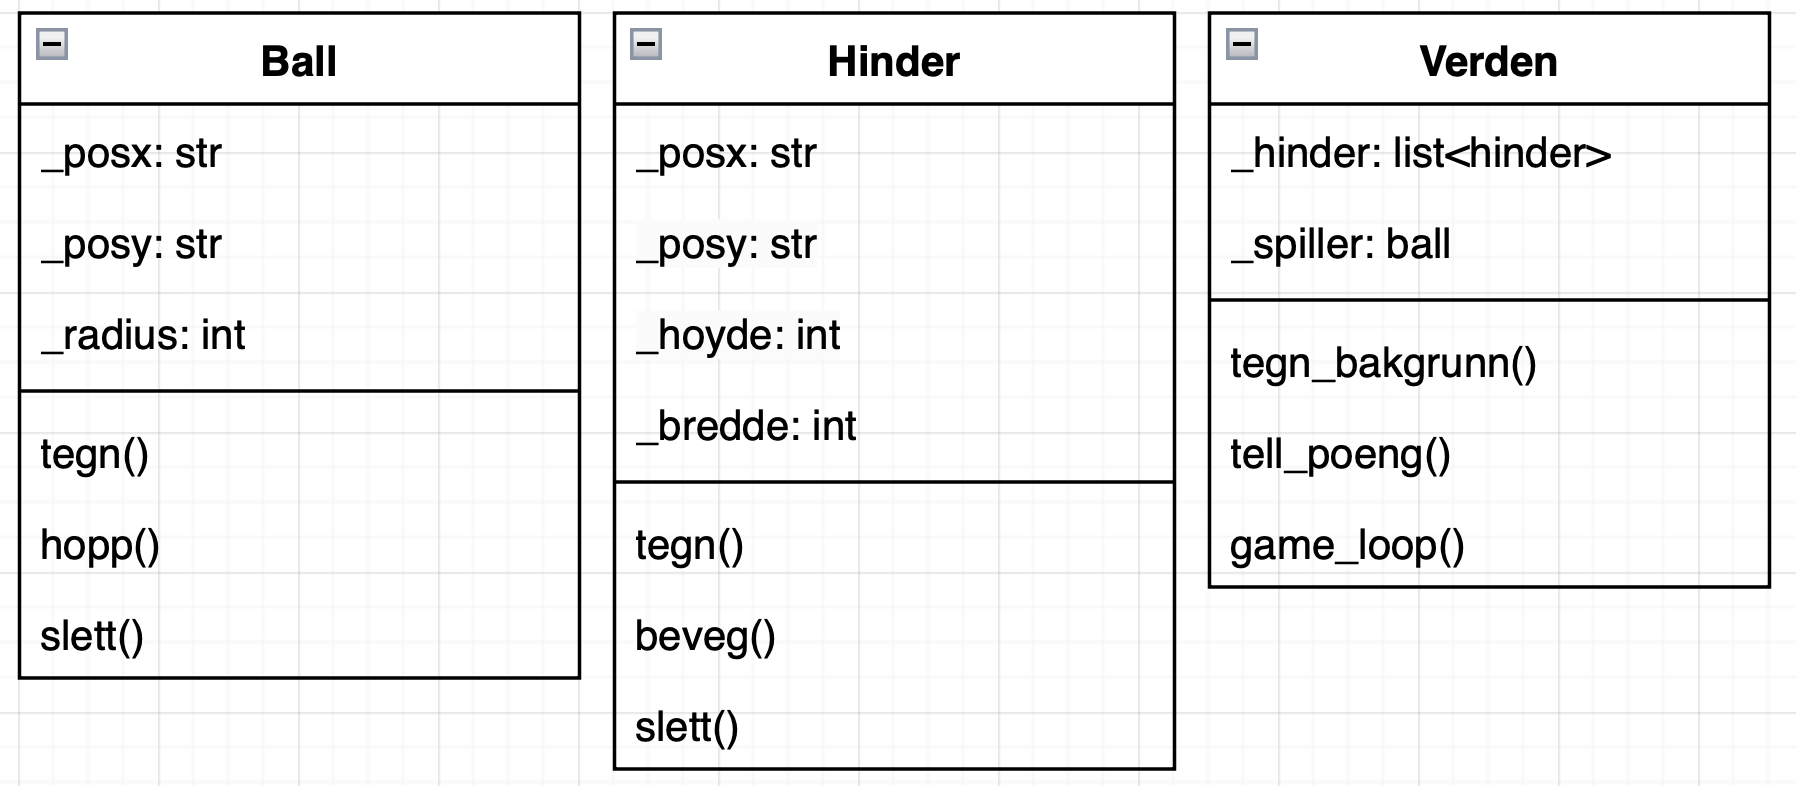 Ball
_posx: str
_posy: str
_radius: int
tegn()
hopp()
slett()
Hinder
_posx: str
_posy: str
_hoyde: int
_bredde: int
tegn()
beveg()
slett()
Verden
_hinder: list<hinder>
_spiller: ball
tegn_bakgrunn()
tell_poeng()
game_loop()